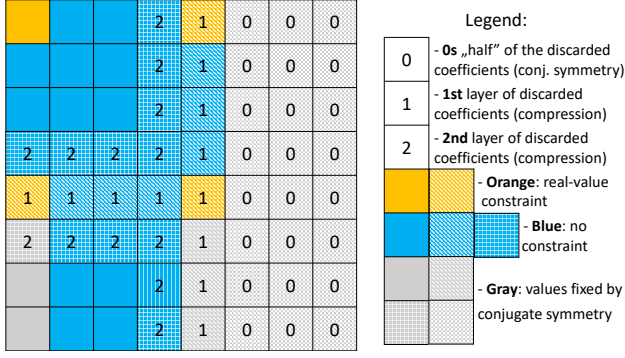 2 1 0 0 0
2 1 0 0 0
2 1 0 0 0
2 2 2 2 1 0 0 0
1 1 1 1 1 0 0 0
2 2 2 2 1 0 0 0
2 1 0 0 0
2 1 0 0 0
Legend:
0 - 0s „half” of the discarded
coefficients (conj. symmetry)
1 - 1st layer of discarded
coefficients (compression)
2 - 2nd layer of discarded
coefficients (compression)
- Orange: real-value
constraint
- Blue: no
constraint
- Gray: values fixed by
conjugate symmetry